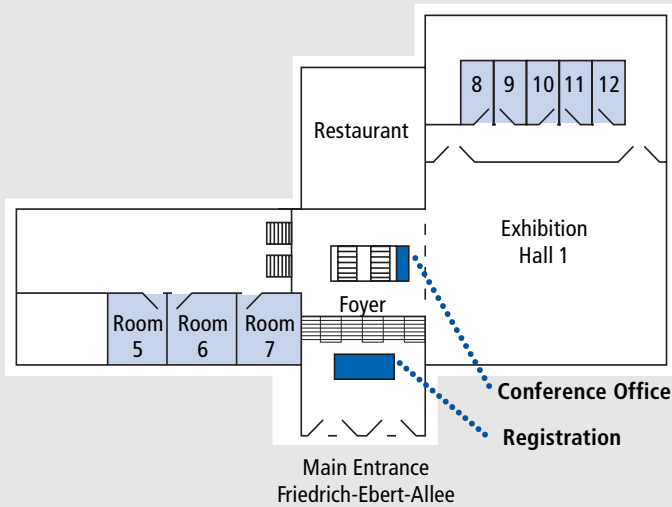 8 9 10 11 12
Restaurant
Exhibition
Hall 1
Foyer
Room
5
Room
6
Room
7
Conference Office
Registration
Main Entrance
Friedrich-Ebert-Allee